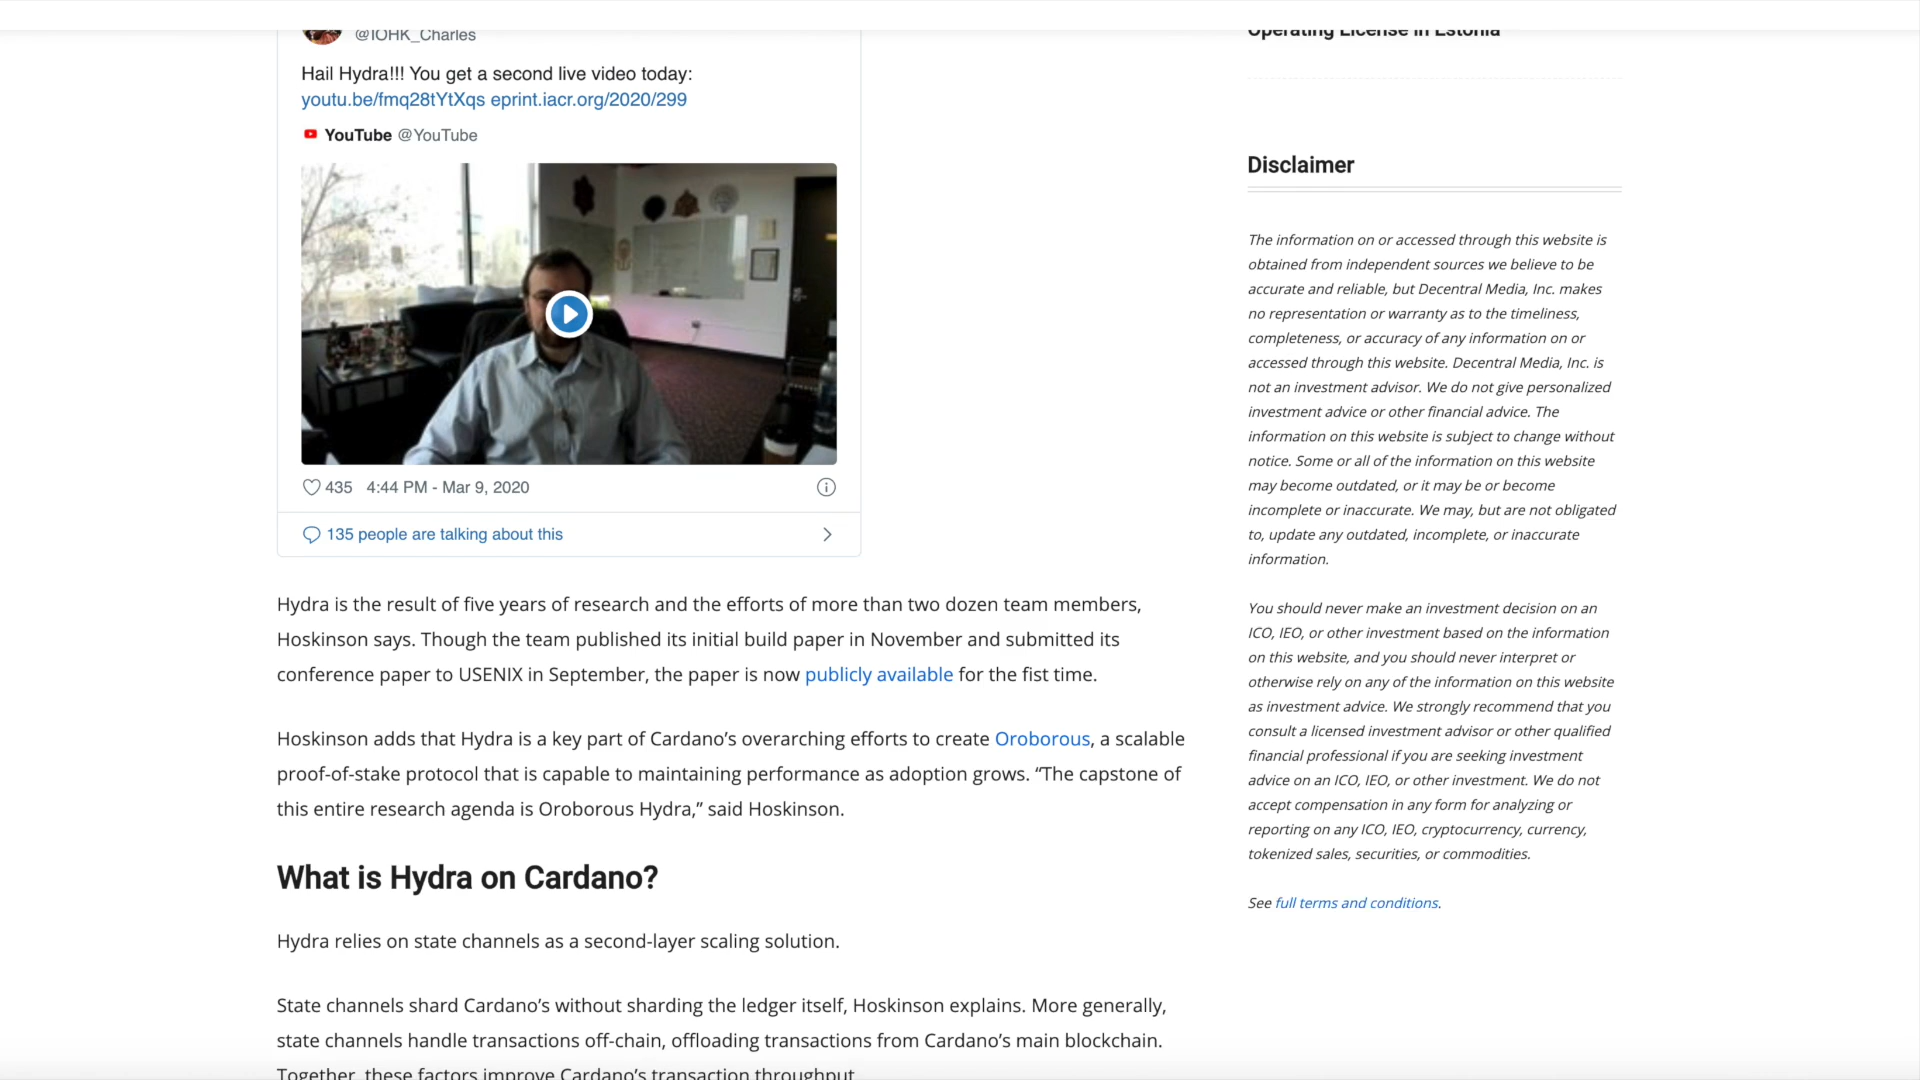 @IOHK_Charles
Hail Hydra!!! You get a second live video today:
youtu.be/fmq28tYtXqs eprint.iacr.org/2020/299
YouTube @YouTube
435 4:44 PM - Mar 9, 2020
135 people are talking about this
Hydra is the result of five years of research and the efforts of more than two dozen team members,
Hoskinson says. Though the team published its initial build paper in November and submitted its
conference paper to USENIX in September, the paper is now publicly available for the fist time.
Hoskinson adds that Hydra is a key part of Cardano’s overarching efforts to create Oroborous, a scalable
proof-of-stake protocol that is capable to maintaining performance as adoption grows. “The capstone of
this entire research agenda is Oroborous Hydra,” said Hoskinson.
What is Hydra on Cardano?
Hydra relies on state channels as a second-layer scaling solution.
State channels shard Cardano’s without sharding the ledger itself, Hoskinson explains. More generally,
state channels handle transactions off-chain, offloading transactions from Cardano’s main blockchain.
Together, these factors improve Cardano’s transaction throughput
Operating License in Estonia
Disclaimer
The information on or accessed through this website is
obtained from independent sources we believe to be
accurate and reliable, but Decentral Media, Inc. makes
no representation or warranty as to the timeliness,
completeness, or accuracy of any information on or
accessed through this website. Decentral Media, Inc. is
not an investment advisor. We do not give personalized
investment advice or other financial advice. The
information on this website is subject to change without
notice. Some or all of the information on this website
may become outdated, or it may be or become
incomplete or inaccurate. We may, but are not obligated
to, update any outdated, incomplete, or inaccurate
information.
You should never make an investment decision on an
ICO, IEO, or other investment based on the information
on this website, and you should never interpret or
otherwise rely on any of the information on this website
as investment advice. We strongly recommend that you
consult a licensed investment advisor or other qualified
financial professional if you are seeking investment
advice on an ICO, IEO, or other investment. We do not
accept compensation in any form for analyzing or
reporting on any ICO, IEO, cryptocurrency, currency,
tokenized sales, securities, or commodities.
See full terms and conditions.